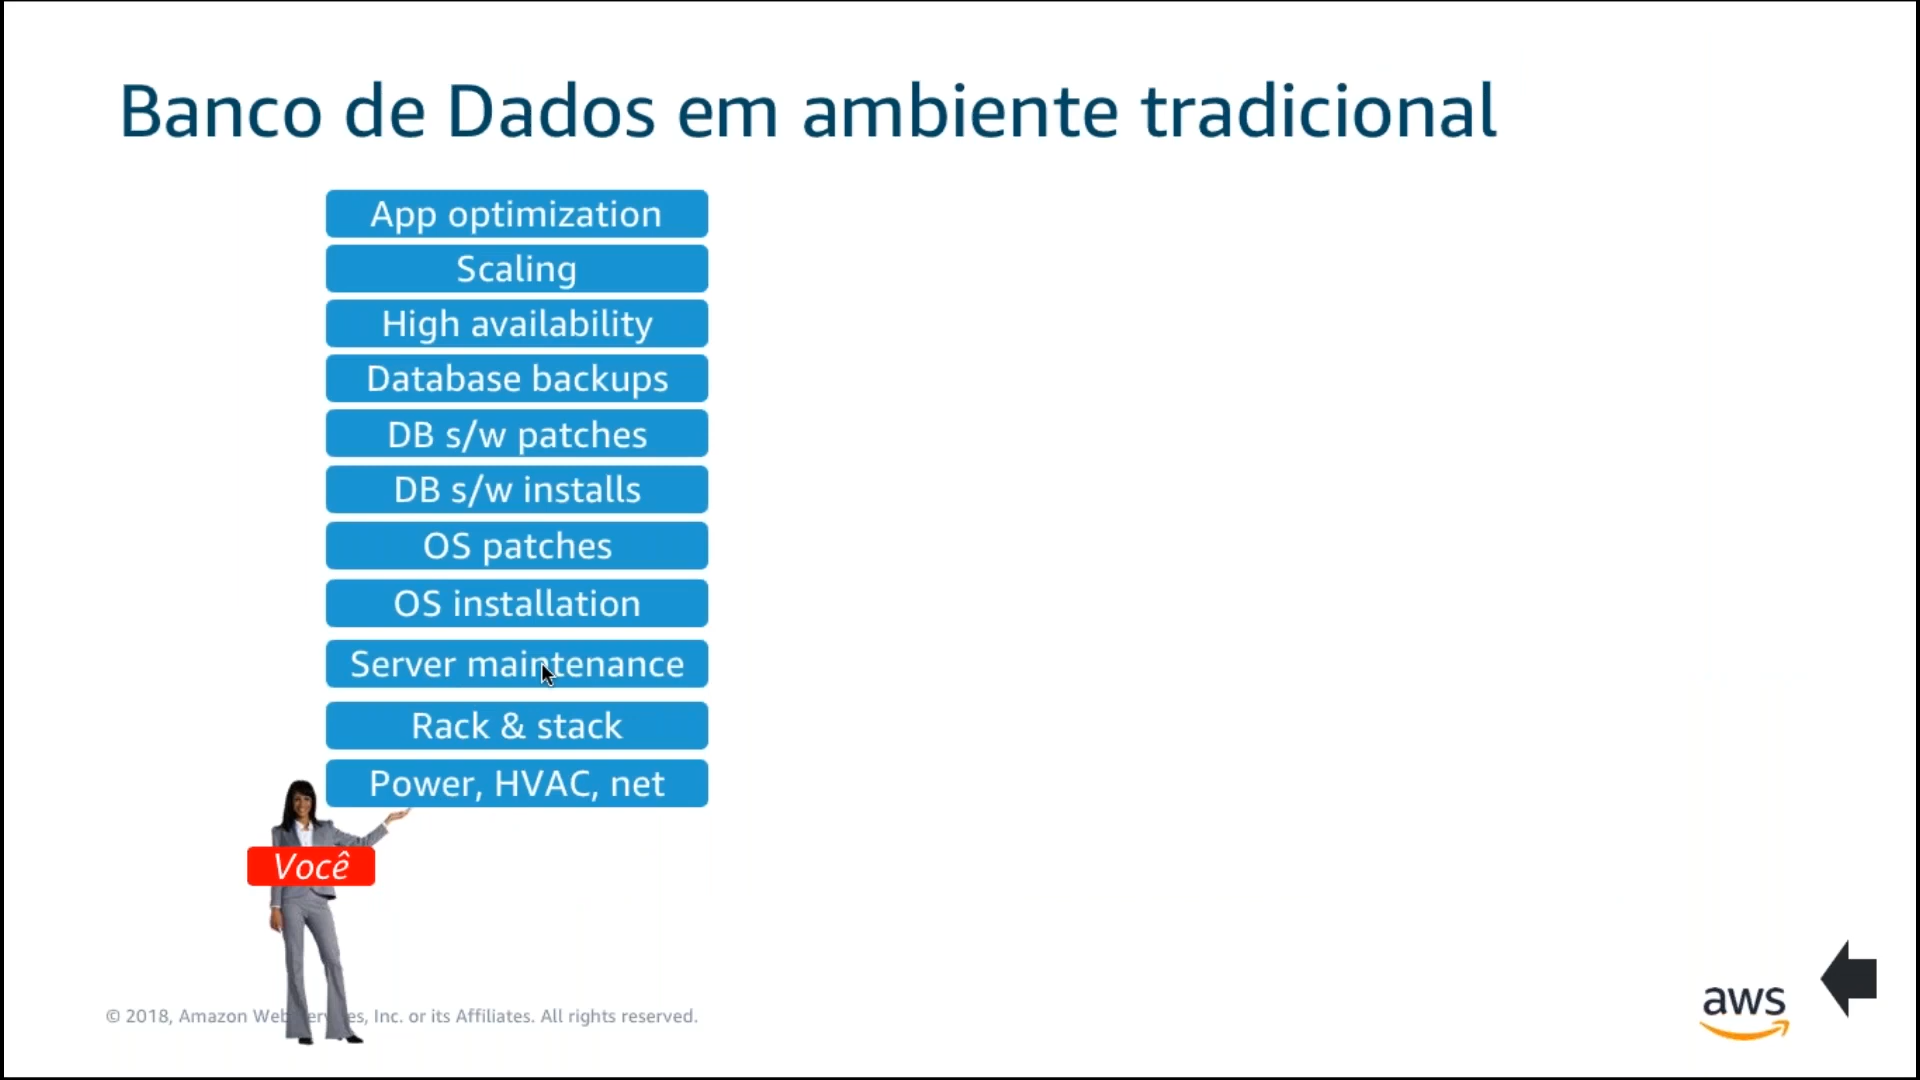 Banco de Dados em ambiente tradicional
App optimization
Scaling
High availability
Database backups
DB s/w patches
DB s/w installs
OS patches
OS installation
Server maintenance
Rack & stack
Power, HVAC, net
Você
© 2018, Amazon Web Services, Inc. or its Affiliates. All rights reserved.
aws